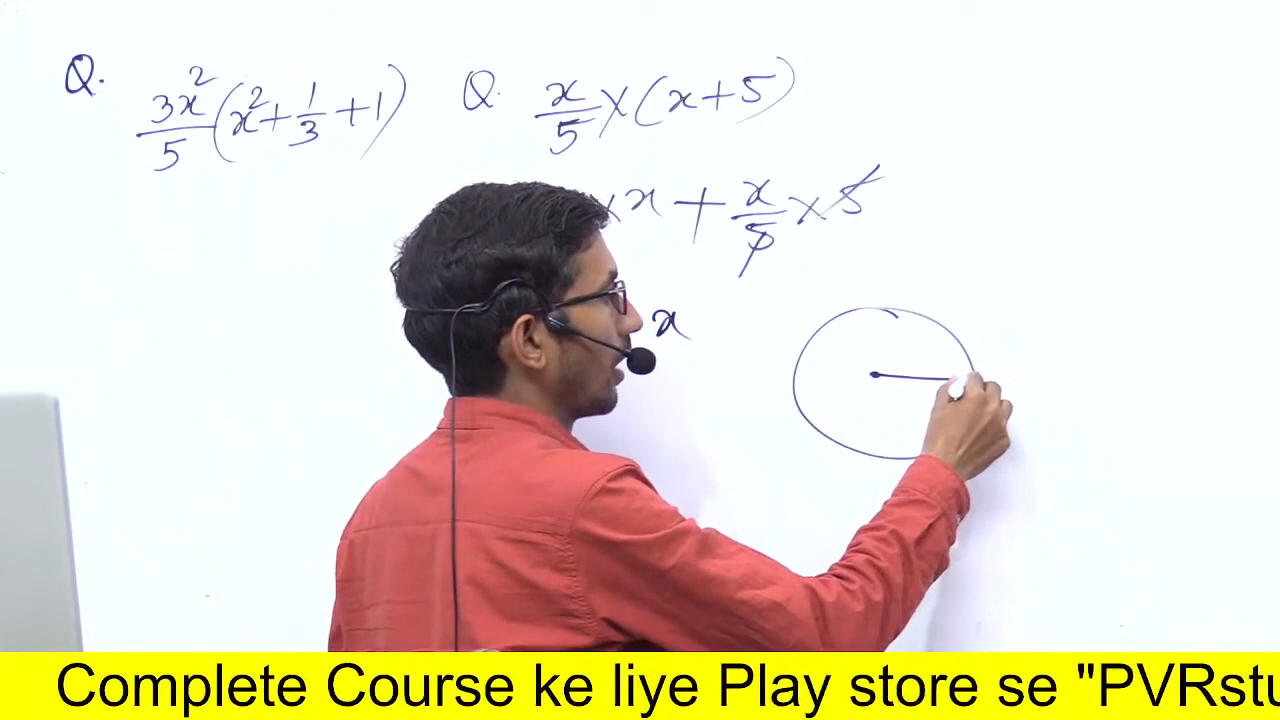 Q. 3x²/5 (x² + 1/3 + 1)
Q. x/5 × (x + 5)
× x + x/5 × 5
x
Complete Course ke liye Play store se "PVRstu